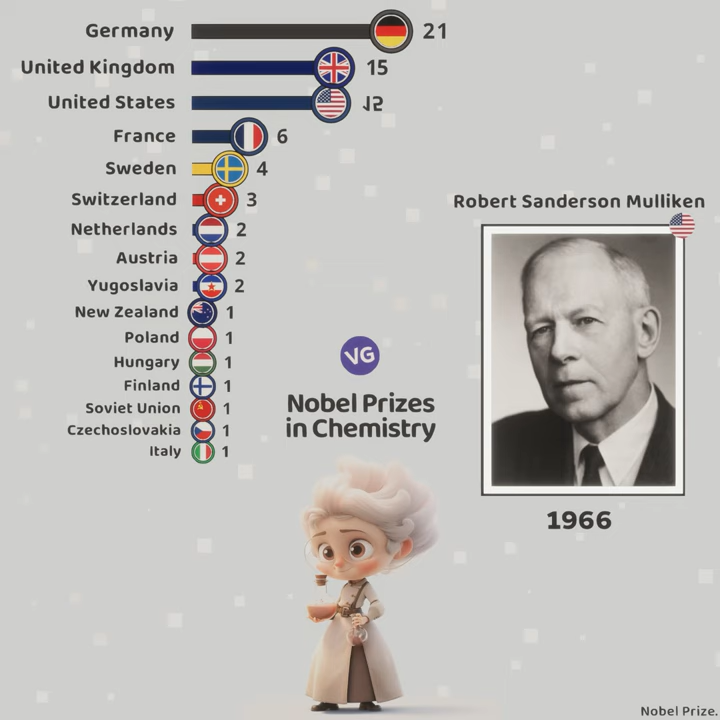 Germany 21
United Kingdom 15
United States
France 6
Sweden 4
Switzerland 3
Netherlands 2
Austria 2
Yugoslavia 2
New Zealand 1
Poland 1
Hungary 1
Finland 1
Soviet Union 1
Czechoslovakia 1
Italy 1
VG
Nobel Prizes
in Chemistry
Robert Sanderson Mulliken
1966
Nobel Prize.